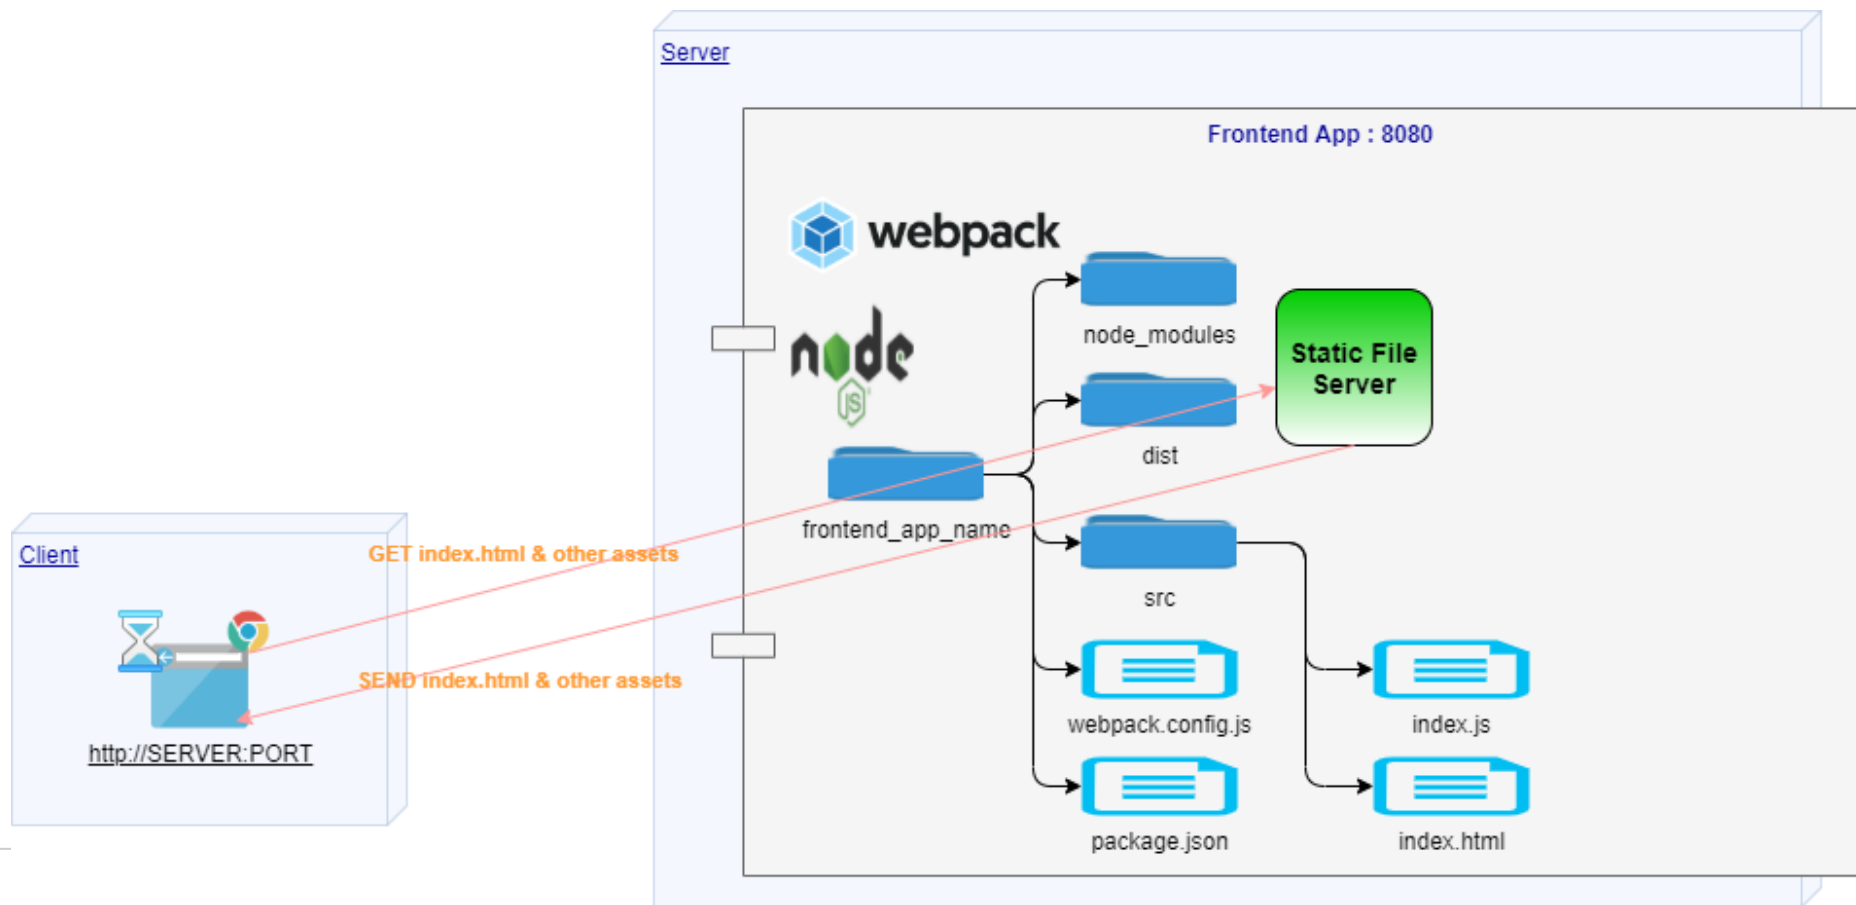 Server
Frontend App : 8080
webpack
node
JS
node_modules
Static File
Server
dist
frontend_app_name
Client
GET index.html & other assets
src
SEND index.html & other assets
webpack.config.js
index.js
http://SERVER:PORT
package.json
index.html